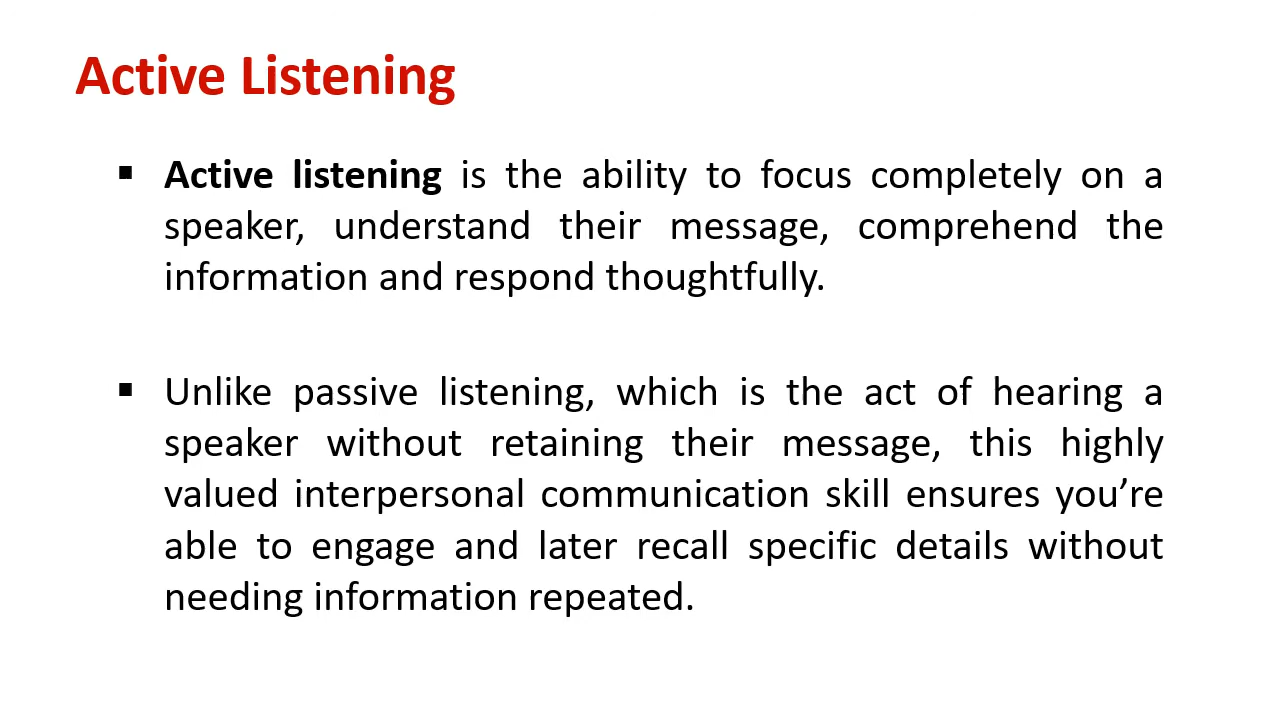 Active Listening
▪ Active listening is the ability to focus completely on a
speaker, understand their message, comprehend the
information and respond thoughtfully.
▪ Unlike passive listening, which is the act of hearing a
speaker without retaining their message, this highly
valued interpersonal communication skill ensures you’re
able to engage and later recall specific details without
needing information repeated.